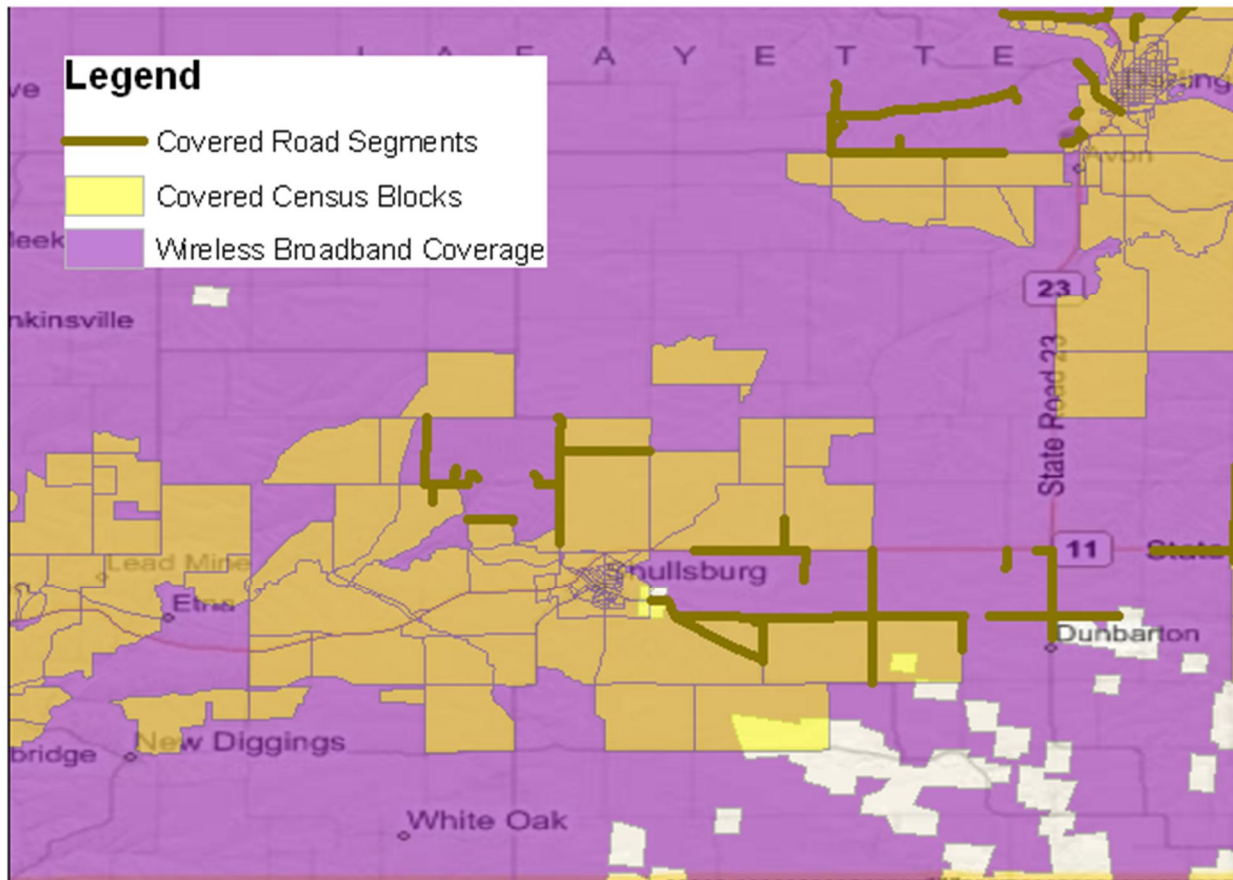 L A F A Y E T T E
Legend
Covered Road Segments
Covered Census Blocks
Wireless Broadband Coverage
Avon
23
nkinsville
State Road 23
11
State
Lead Mine
Etna
Dunbarton
New Diggings
bridge
White Oak